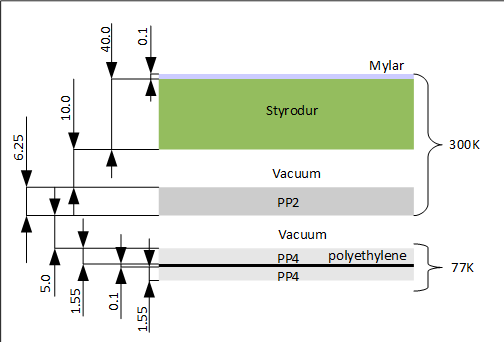 40.0
0.1
Mylar
Styrodur
10.0
300K
6.25
Vacuum
PP2
Vacuum
polyethylene
PP4
77K
PP4
5.0
1.55
0.1
1.55